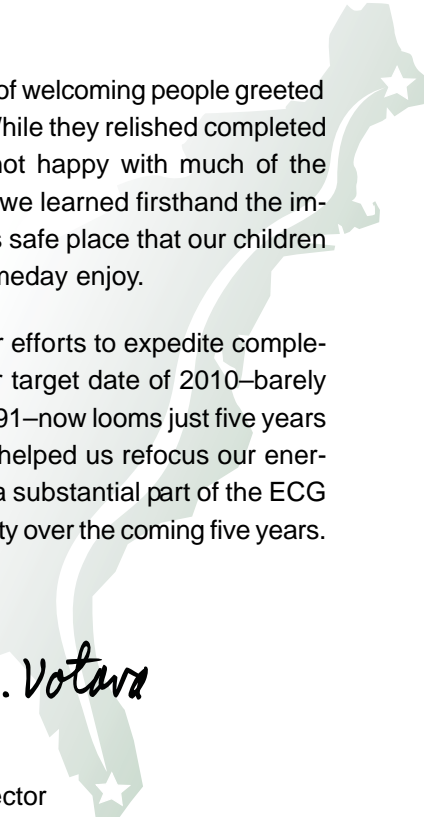 of welcoming people greeted
While they relished completed
not happy with much of the
we learned firsthand the im-
safe place that our children
meday enjoy.
efforts to expedite comple-
target date of 2010–barely
91–now looms just five years
helped us refocus our ener-
a substantial part of the ECG
ty over the coming five years.
. Votava
ector